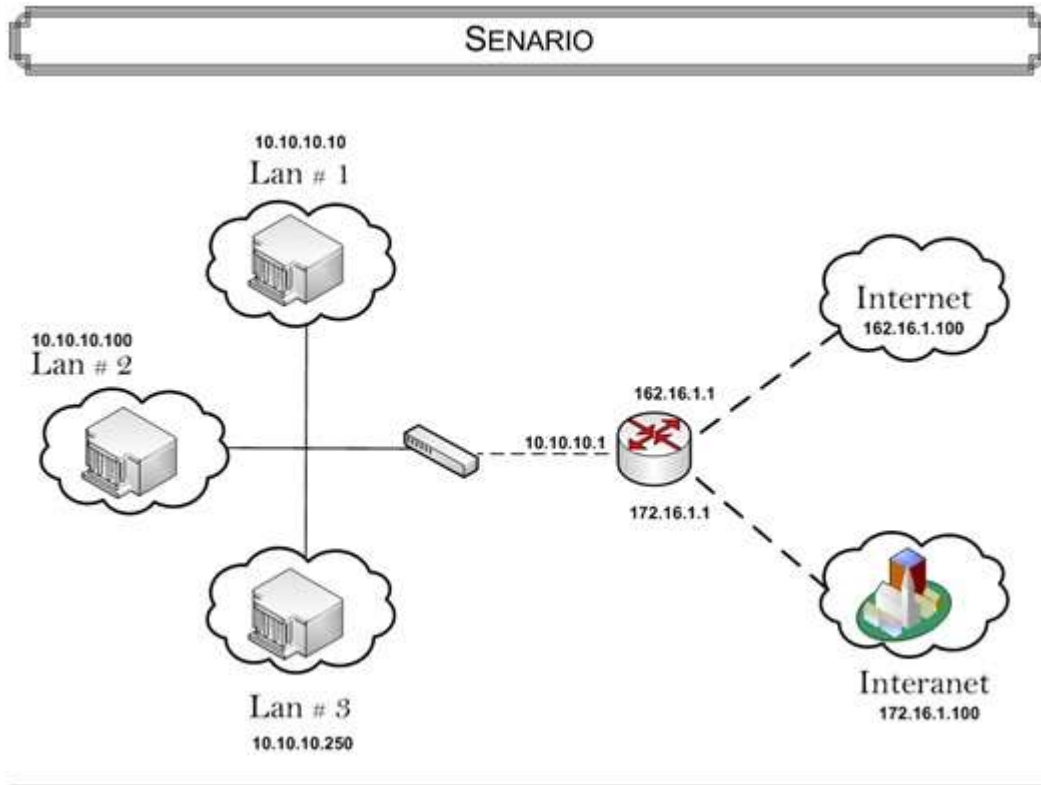 SENARIO
10.10.10.10
Lan # 1
10.10.10.100
Lan # 2
Internet
162.16.1.100
162.16.1.1
10.10.10.1
172.16.1.1
Lan # 3
10.10.10.250
Interanet
172.16.1.100